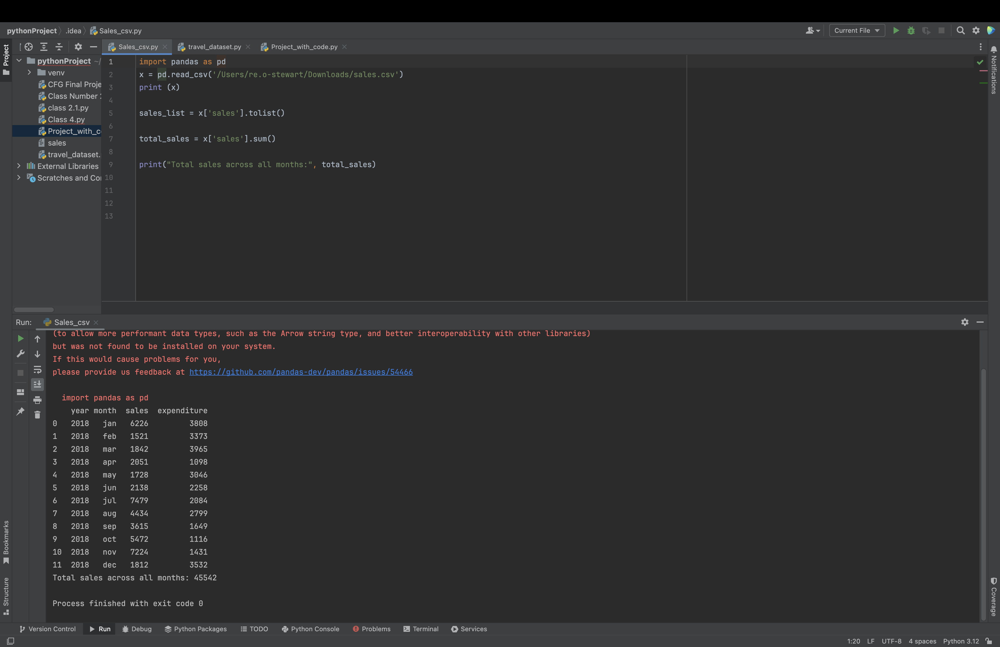 pythonProject .idea Sales_csv.py
Current File
Sales_csv.py travel_dataset.py Project_with_code.py
Project
pythonProject ~/
venv
CFG Final Proje
Class Number
class 2.1.py
Class 4.py
Project_with_c
sales
travel_dataset.
External Libraries
Scratches and Co
1 import pandas as pd
2 x = pd.read_csv('/Users/re.o-stewart/Downloads/sales.csv')
3 print (x)
4
5 sales_list = x['sales'].tolist()
6
7 total_sales = x['sales'].sum()
8
9 print("Total sales across all months:", total_sales)
10
11
12
13
Notifications
Run: Sales_csv
(to allow more performant data types, such as the Arrow string type, and better interoperability with other libraries)
but was not found to be installed on your system.
If this would cause problems for you,
please provide us feedback at https://github.com/pandas-dev/pandas/issues/54466
import pandas as pd
year month sales expenditure
0 2018 jan 6226 3808
1 2018 feb 1521 3373
2 2018 mar 1842 3965
3 2018 apr 2051 1098
4 2018 may 1728 3046
5 2018 jun 2138 2258
6 2018 jul 7479 2084
7 2018 aug 4434 2799
8 2018 sep 3615 1649
9 2018 oct 5472 1116
10 2018 nov 7224 1431
11 2018 dec 1812 3532
Total sales across all months: 45542
Process finished with exit code 0
Bookmarks
Structure
Coverage
Version Control Run Debug Python Packages TODO Python Console Problems Terminal Services
1:20 LF UTF-8 4 spaces Python 3.12